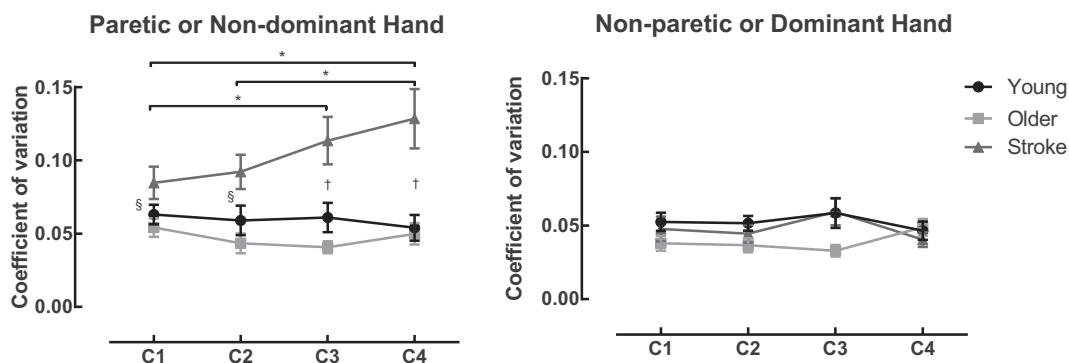 Paretic or Non-dominant Hand
*
*
*
0.15
0.10
0.05
0.00
Coefficient of variation
§
§
†
†
C1 C2 C3 C4
Non-paretic or Dominant Hand
0.15
0.10
0.05
0.00
Coefficient of variation
C1 C2 C3 C4
Young
Older
Stroke